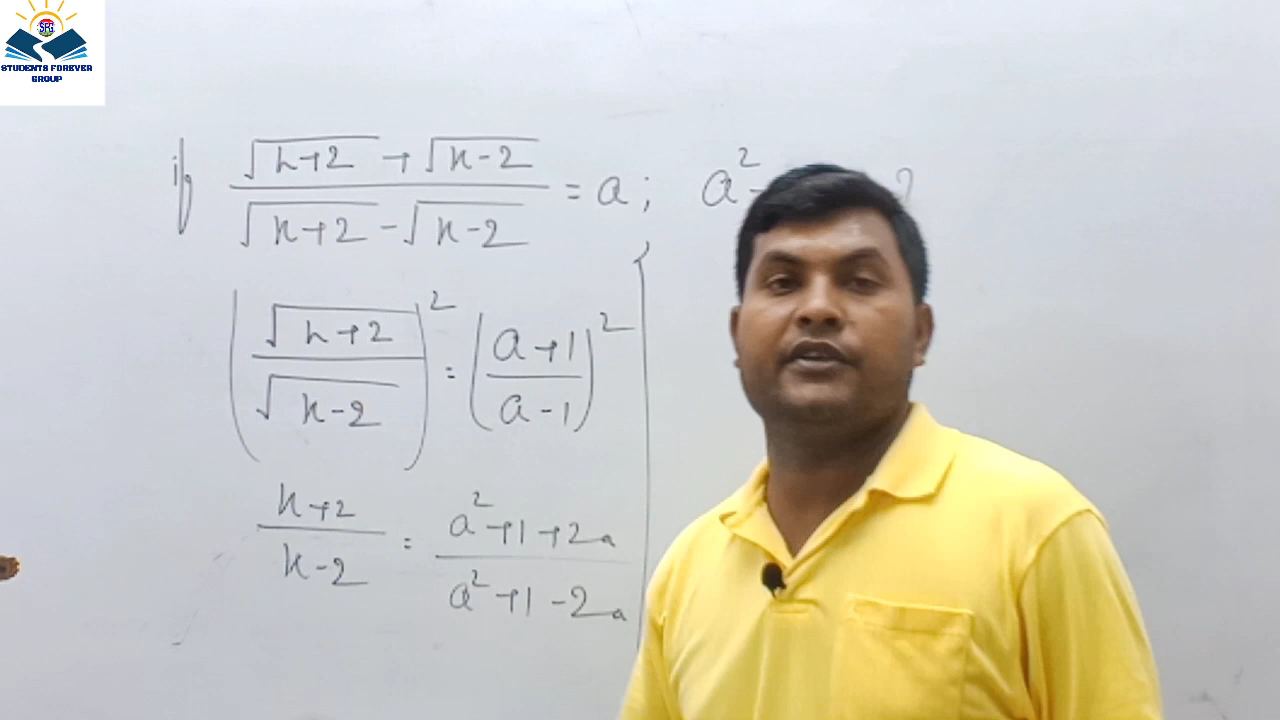 SFG
STUDENTS FOREVER
GROUP
if (√(x+2) + √(x-2)) / (√(x+2) - √(x-2)) = a ; a² -
(√(x+2) / √(x-2))² = ((a+1) / (a-1))²
(x+2) / (x-2) = (a²+1+2a) / (a²+1-2a)